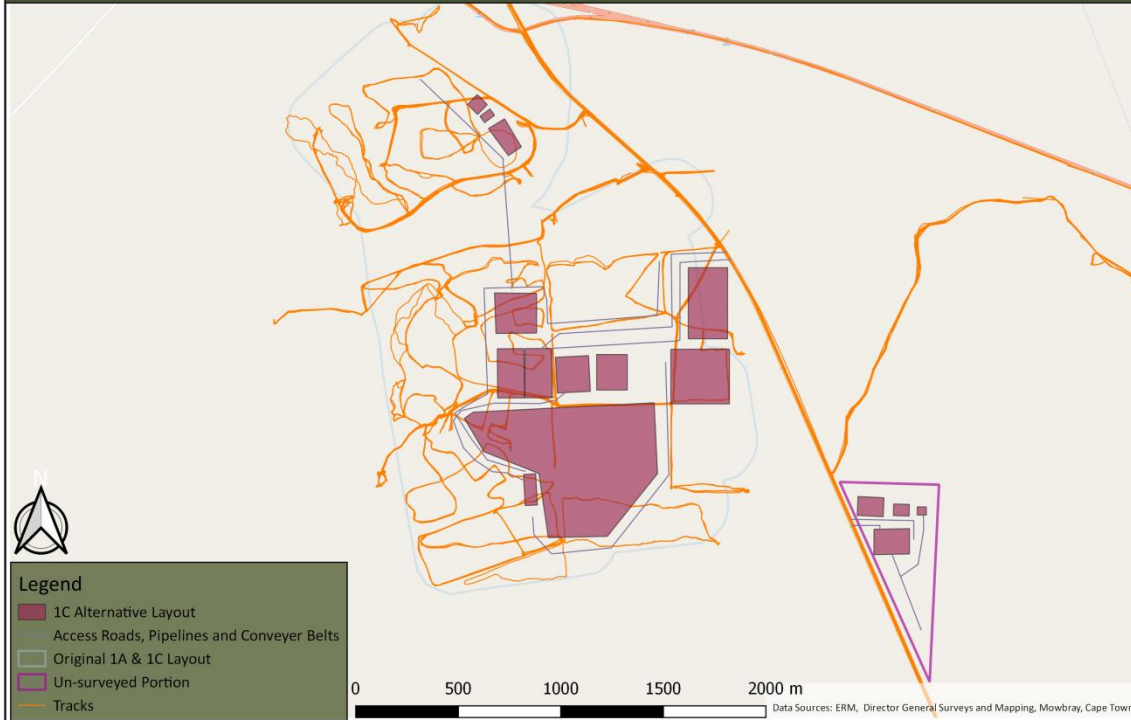 N
Legend
1C Alternative Layout
Access Roads, Pipelines and Conveyer Belts
Original 1A & 1C Layout
Un-surveyed Portion
Tracks
0 500 1000 1500 2000 m
Data Sources: ERM, Director General Surveys and Mapping, Mowbray, Cape Town